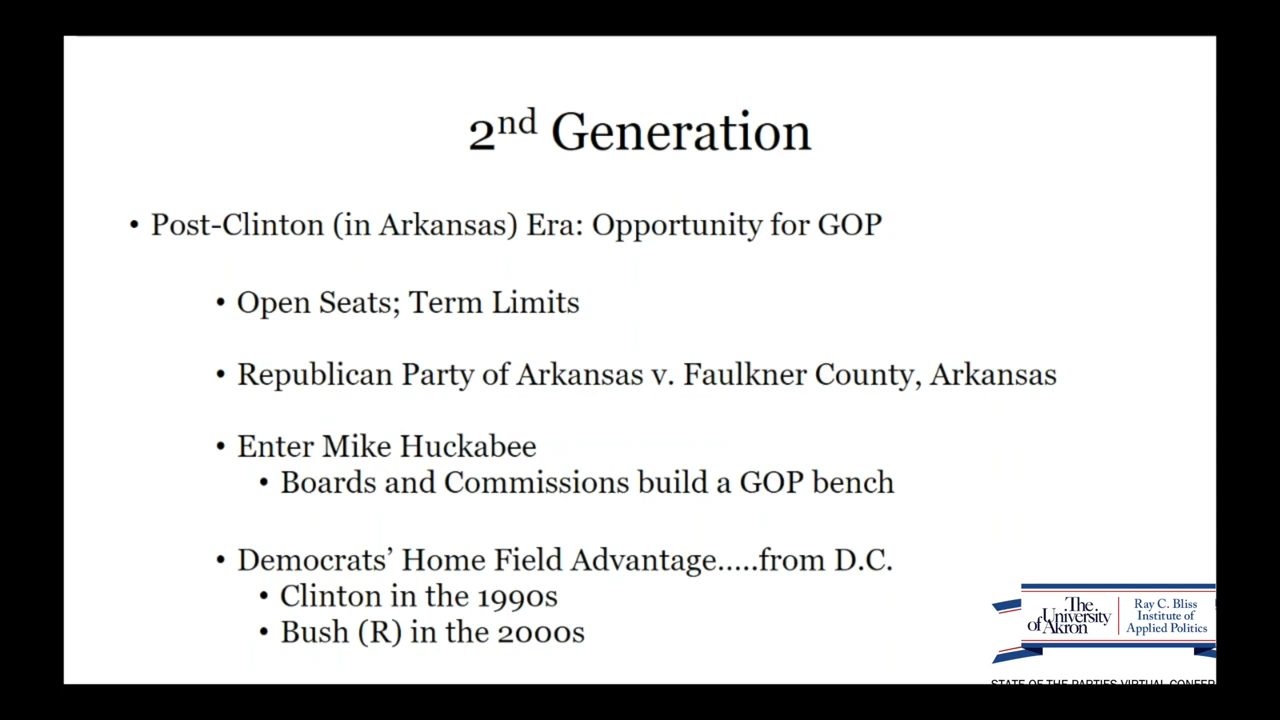 2nd Generation
• Post-Clinton (in Arkansas) Era: Opportunity for GOP
• Open Seats; Term Limits
• Republican Party of Arkansas v. Faulkner County, Arkansas
• Enter Mike Huckabee
• Boards and Commissions build a GOP bench
• Democrats’ Home Field Advantage.....from D.C.
• Clinton in the 1990s
• Bush (R) in the 2000s
The
University
of Akron
Ray C. Bliss
Institute of
Applied Politics
STATE OF THE PARTIES VIRTUAL